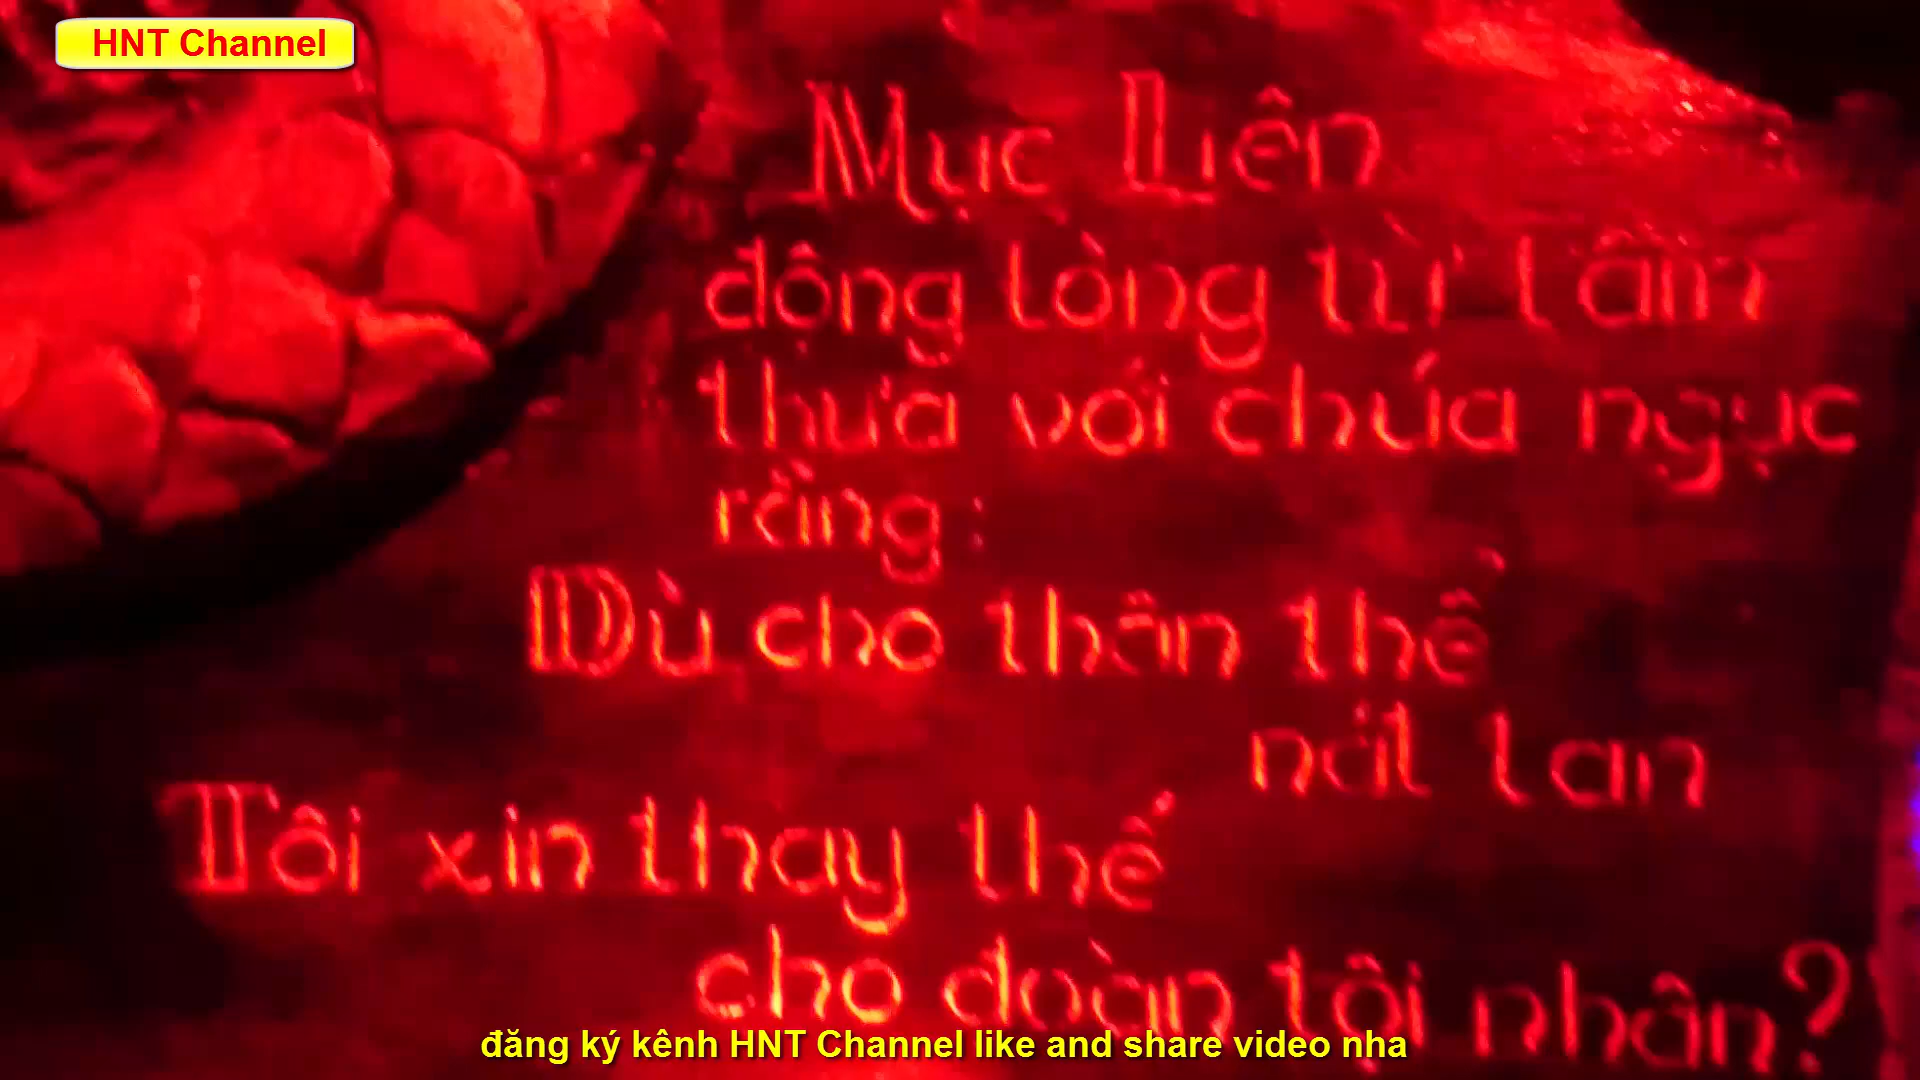 HNT Channel
Mục Liên
động lòng từ tâm
thưa với chúa ngục
rằng:
Dù cho thân thể
nát tan
Tôi xin thay thế
cho đoàn tội nhân?
đăng ký kênh HNT Channel like and share video nha